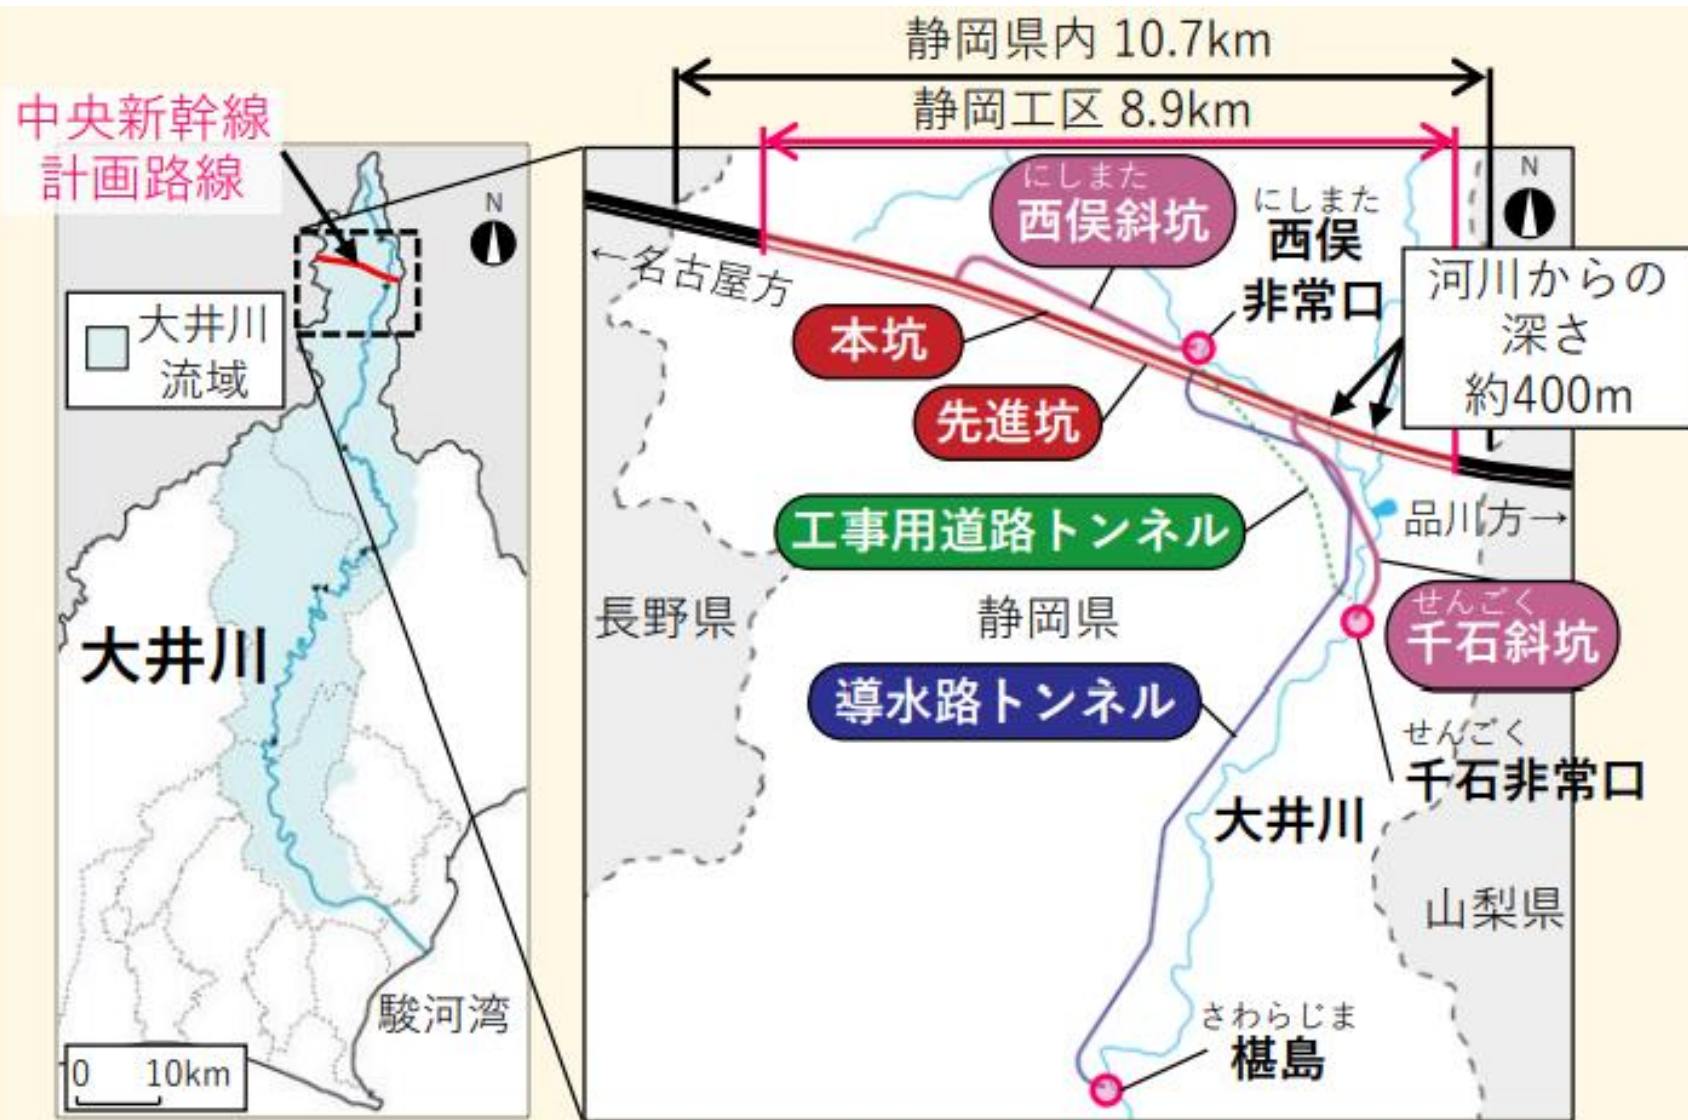 静岡県内 10.7km
静岡工区 8.9km
中央新幹線
計画路線
N
大井川
流域
大井川
駿河湾
0 10km
N
にしまた
西俣斜坑
にしまた
西俣
非常口
←名古屋方
河川からの
深さ
約400m
本坑
先進坑
工事用道路トンネル
品川方→
長野県
静岡県
せんごく
千石斜坑
導水路トンネル
せんごく
千石非常口
大井川
山梨県
さわらじま
椹島